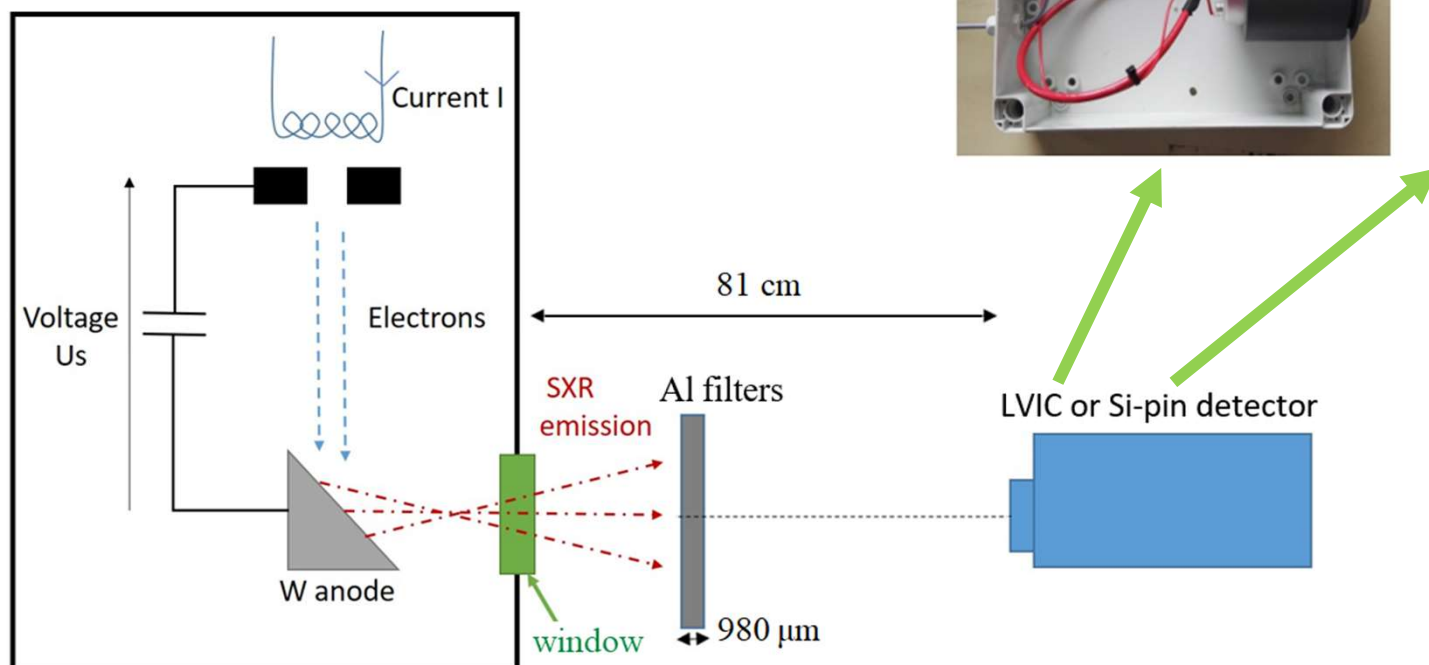 Current I
Voltage
Us
Electrons
81 cm
SXR
emission
Al filters
LVIC or Si-pin detector
W anode
window
980 μm